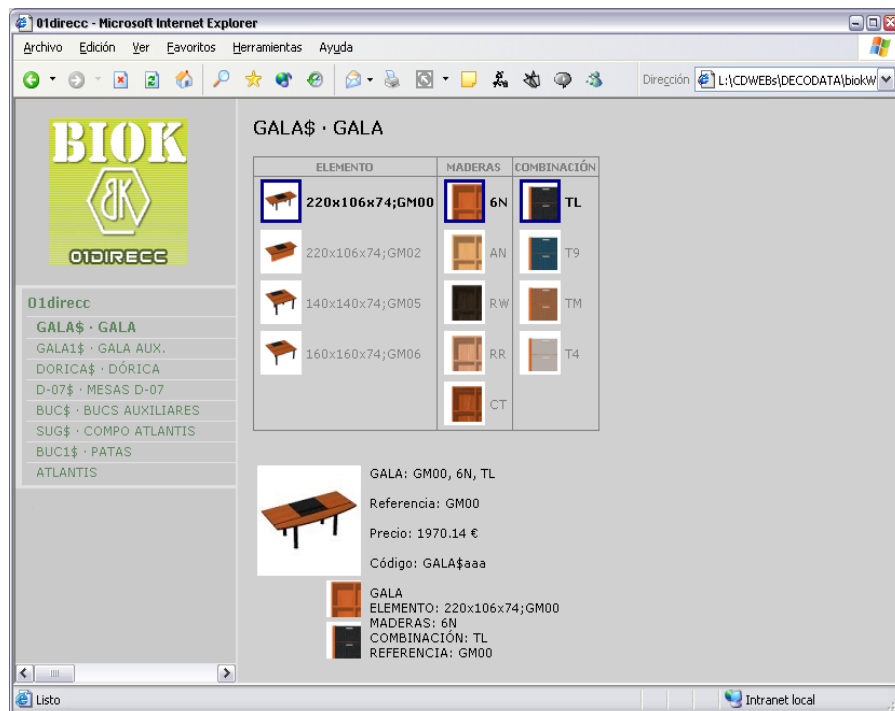 01direcc - Microsoft Internet Explorer
Archivo Edición Ver Favoritos Herramientas Ayuda
Dirección L:\CDWEBs\DECODATA\biokW
BIOK
BK
01DIRECC
01direcc
GALA$ · GALA
GALA1$ · GALA AUX.
DORICA$ · DÓRICA
D-07$ · MESAS D-07
BUC$ · BUCS AUXILIARES
SUG$ · COMPO ATLANTIS
BUC1$ · PATAS
ATLANTIS
GALA$ · GALA
ELEMENTO MADERAS COMBINACIÓN
220x106x74;GM00 6N TL
220x106x74;GM02 AN T9
140x140x74;GM05 RW TM
160x160x74;GM06 RR T4
CT
GALA: GM00, 6N, TL
Referencia: GM00
Precio: 1970.14 €
Código: GALA$aaa
GALA
ELEMENTO: 220x106x74;GM00
MADERAS: 6N
COMBINACIÓN: TL
REFERENCIA: GM00
Listo Intranet local